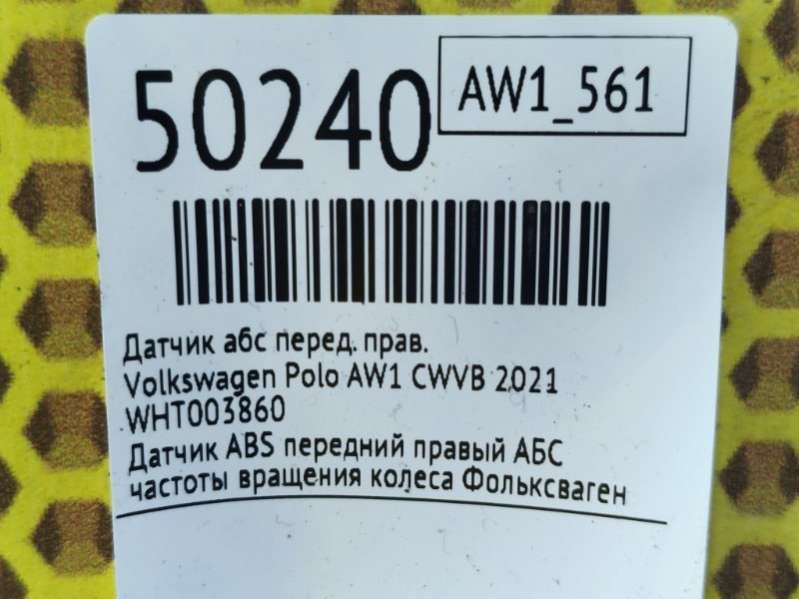 50240
AW1_561
Датчик абс перед. прав.
Volkswagen Polo AW1 CWVB 2021
WHT003860
Датчик ABS передний правый АБС
частоты вращения колеса Фольксваген